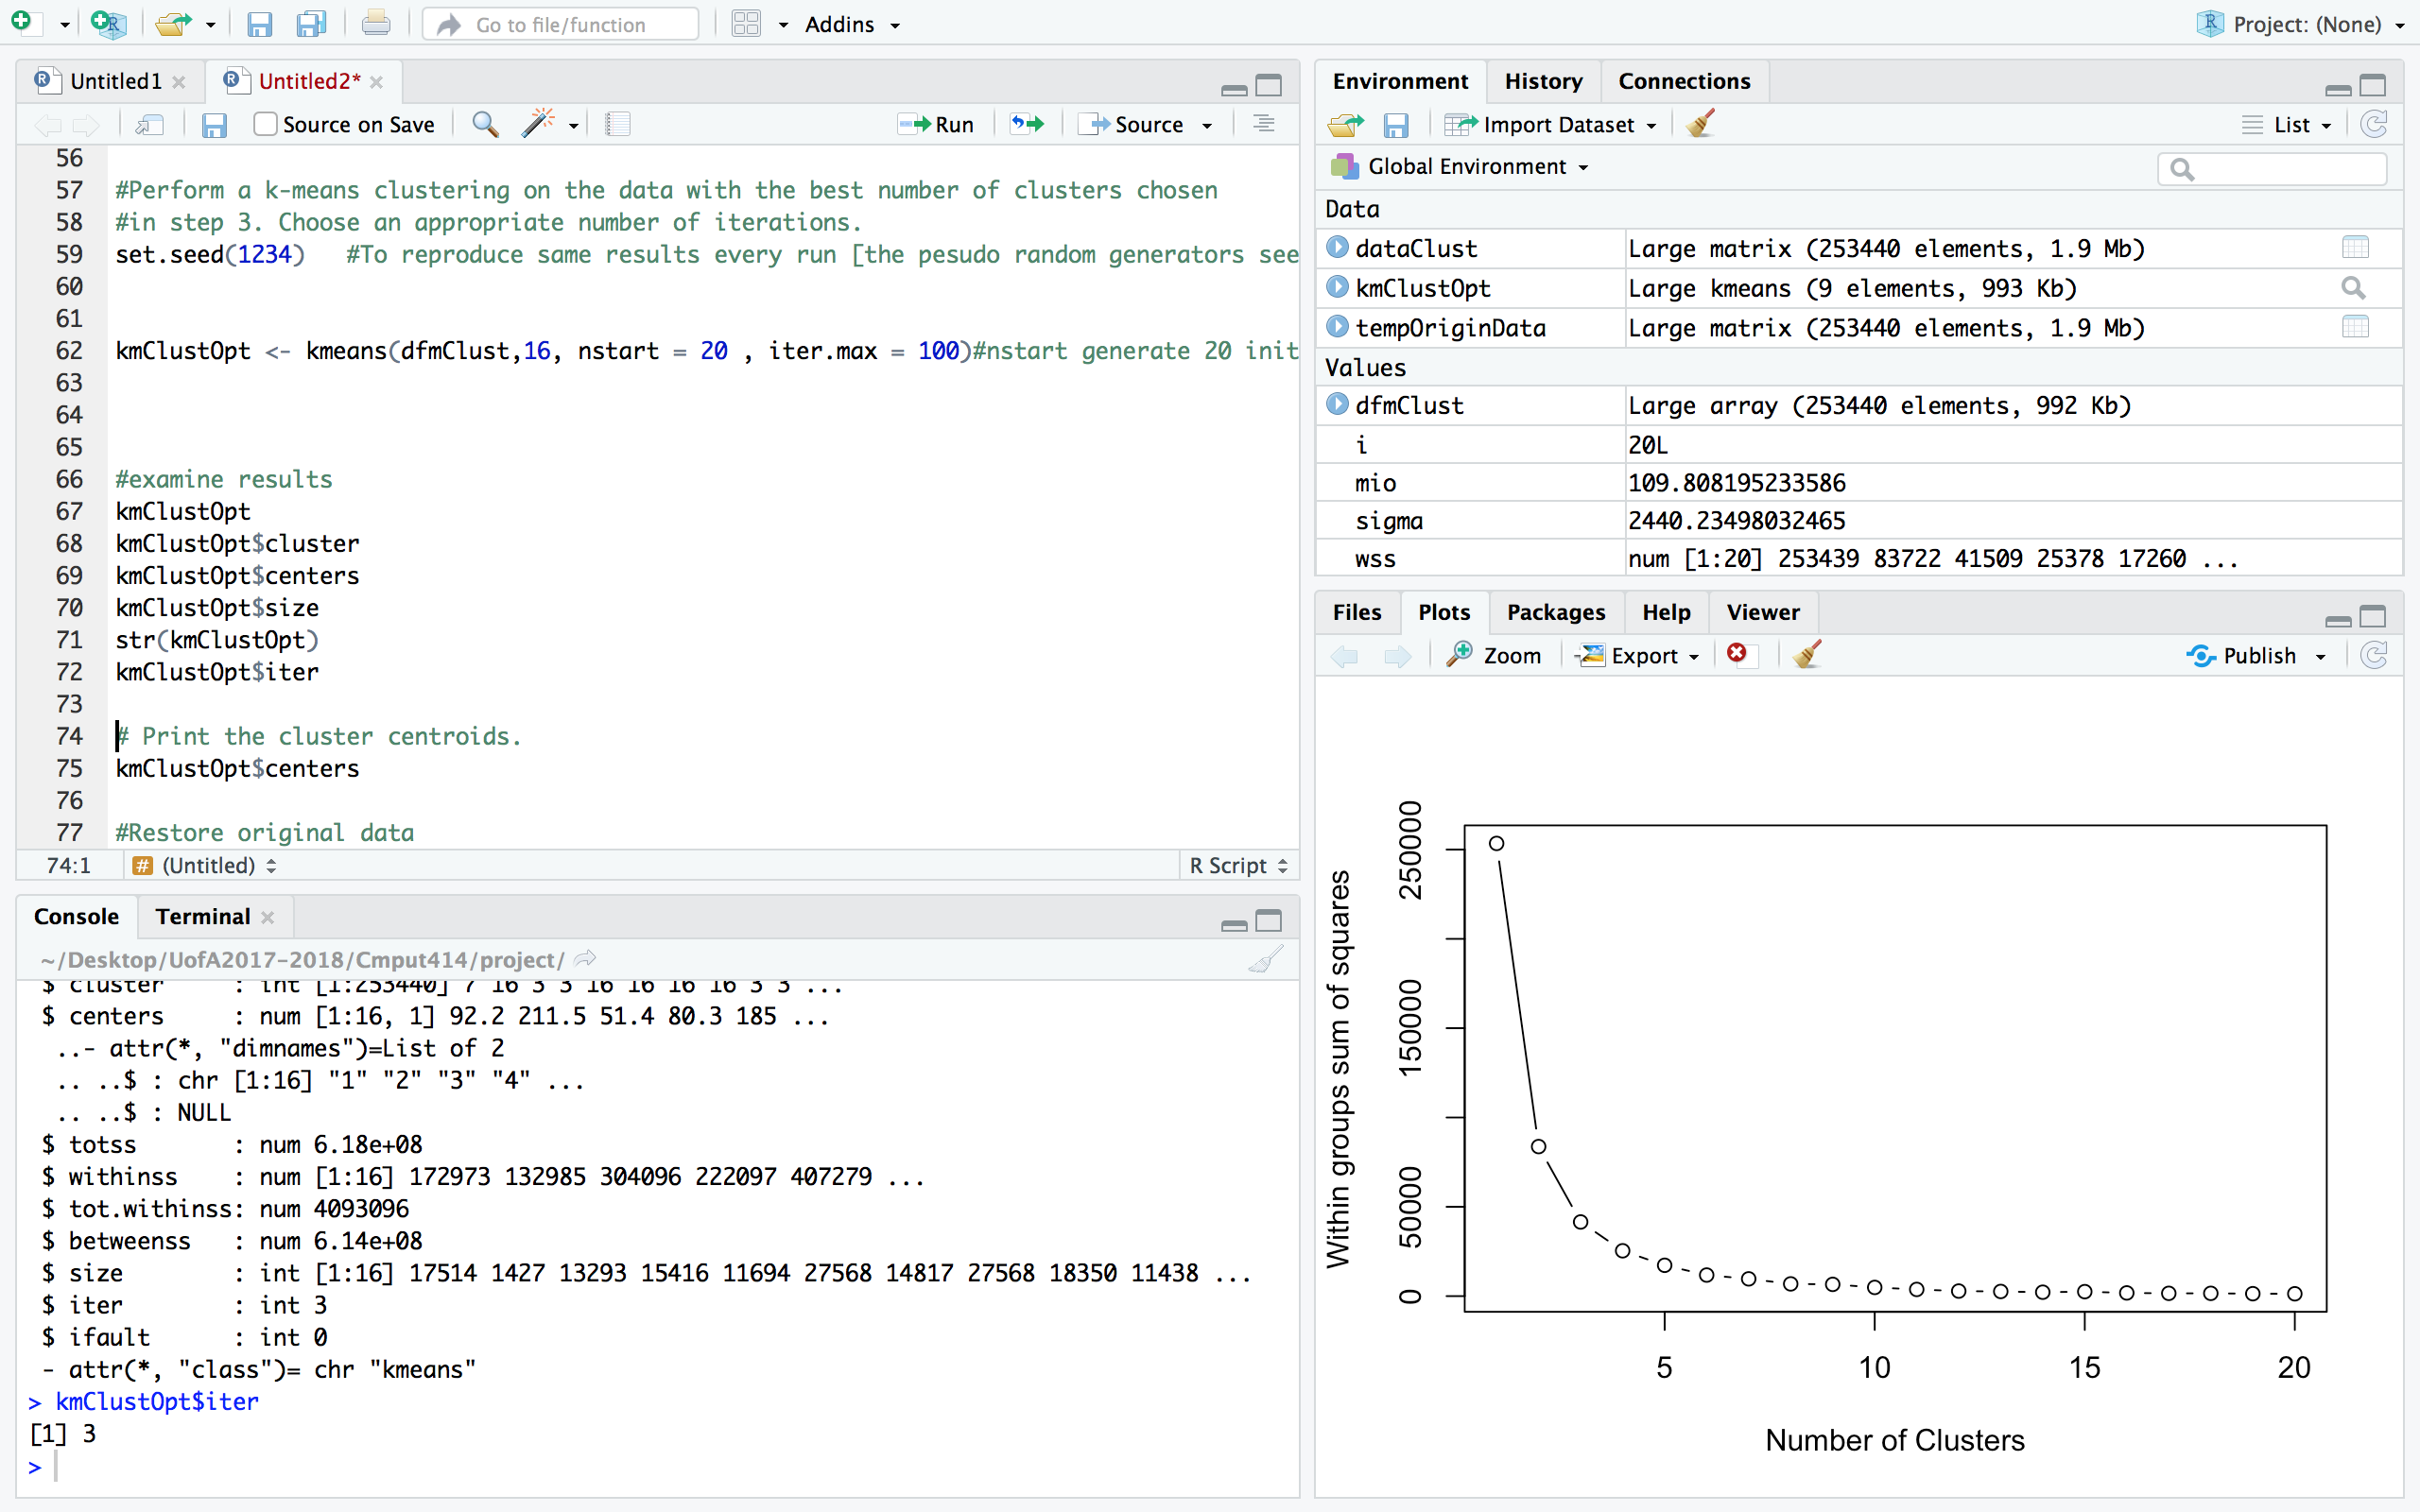 Go to file/function
Addins
Project: (None)
Untitled1
Untitled2*
Source on Save
Run
Source
56
57 #Perform a k-means clustering on the data with the best number of clusters chosen
58 #in step 3. Choose an appropriate number of iterations.
59 set.seed(1234)   #To reproduce same results every run [the pesudo random generators see
60
61
62 kmClustOpt <- kmeans(dfmClust,16, nstart = 20 , iter.max = 100)#nstart generate 20 init
63
64
65
66 #examine results
67 kmClustOpt
68 kmClustOpt$cluster
69 kmClustOpt$centers
70 kmClustOpt$size
71 str(kmClustOpt)
72 kmClustOpt$iter
73
74 # Print the cluster centroids.
75 kmClustOpt$centers
76
77 #Restore original data
74:1
# (Untitled)
R Script
Console
Terminal
~/Desktop/UofA2017-2018/Cmput414/project/
$ cluster     : int [1:253440] 7 16 3 3 16 16 16 16 3 3 ...
$ centers     : num [1:16, 1] 92.2 211.5 51.4 80.3 185 ...
..- attr(*, "dimnames")=List of 2
.. ..$ : chr [1:16] "1" "2" "3" "4" ...
.. ..$ : NULL
$ totss       : num 6.18e+08
$ withinss    : num [1:16] 172973 132985 304096 222097 407279 ...
$ tot.withinss: num 4093096
$ betweenss   : num 6.14e+08
$ size        : int [1:16] 17514 1427 13293 15416 11694 27568 14817 27568 18350 11438 ...
$ iter        : int 3
$ ifault      : int 0
- attr(*, "class")= chr "kmeans"
> kmClustOpt$iter
[1] 3
>
Environment
History
Connections
Import Dataset
List
Global Environment
Data
dataClust Large matrix (253440 elements, 1.9 Mb)
kmClustOpt Large kmeans (9 elements, 993 Kb)
tempOriginData Large matrix (253440 elements, 1.9 Mb)
Values
dfmClust Large array (253440 elements, 992 Kb)
i 20L
mio 109.808195233586
sigma 2440.23498032465
wss num [1:20] 253439 83722 41509 25378 17260 ...
Files
Plots
Packages
Help
Viewer
Zoom
Export
Publish
Within groups sum of squares
250000
150000
50000
0
5
10
15
20
Number of Clusters